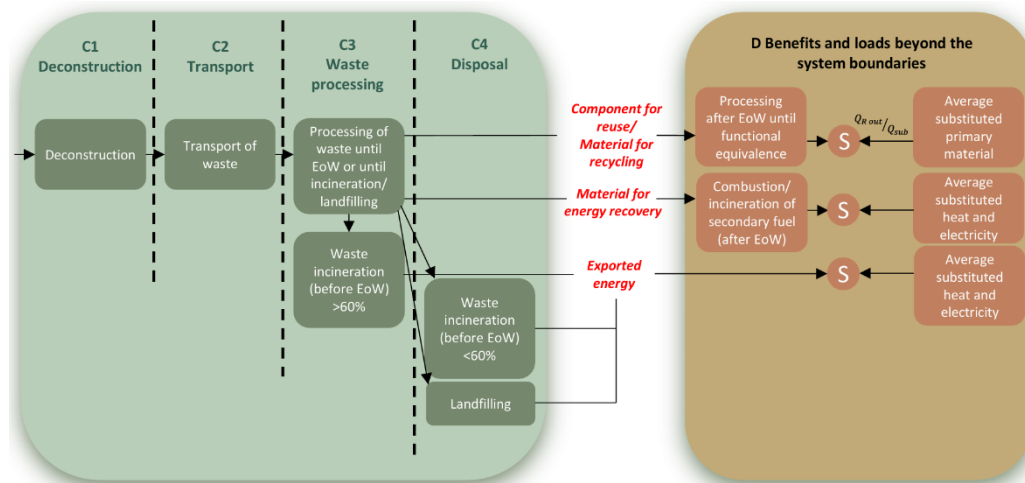 C1
Deconstruction
C2
Transport
C3
Waste
processing
C4
Disposal
D Benefits and loads beyond the
system boundaries
Deconstruction
Transport of
waste
Processing of
waste until
EoW or until
incineration/
landfilling
Waste
incineration
(before EoW)
>60%
Waste
incineration
(before EoW)
<60%
Landfilling
Component for
reuse/
Material for
recycling
Material for
energy recovery
Exported
energy
Processing
after EoW until
functional
equivalence
S
Q R out/Qsub
Average
substituted
primary
material
Combustion/
incineration of
secondary fuel
(after EoW)
S
Average
substituted
heat and
electricity
S
Average
substituted
heat and
electricity